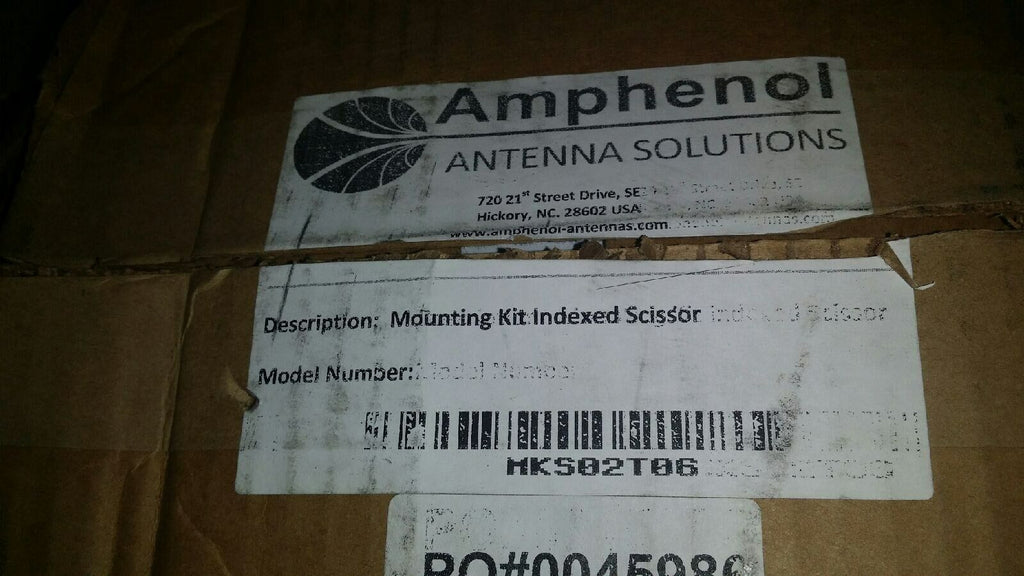 Amphenol
ANTENNA SOLUTIONS
720 21st Street Drive, SE
Hickory, NC. 28602 USA
www.amphenol-antennas.com
Description: Mounting Kit Indexed Scissor
Model Number:
MKS02T06